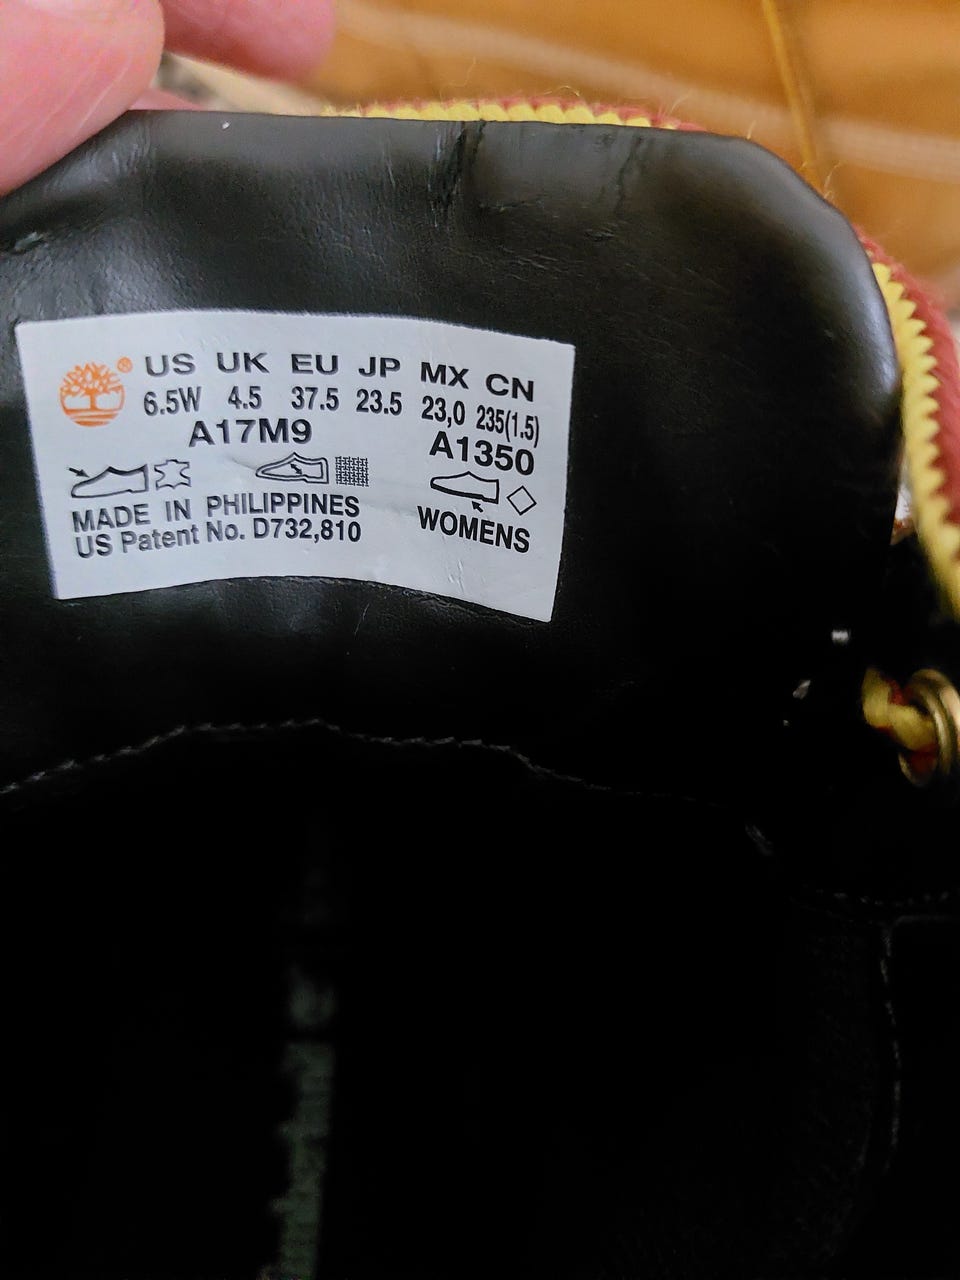 ® US UK EU JP MX CN
6.5W 4.5 37.5 23.5 23,0 235(1.5)
A17M9 A1350
MADE IN PHILIPPINES
US Patent No. D732,810
WOMENS